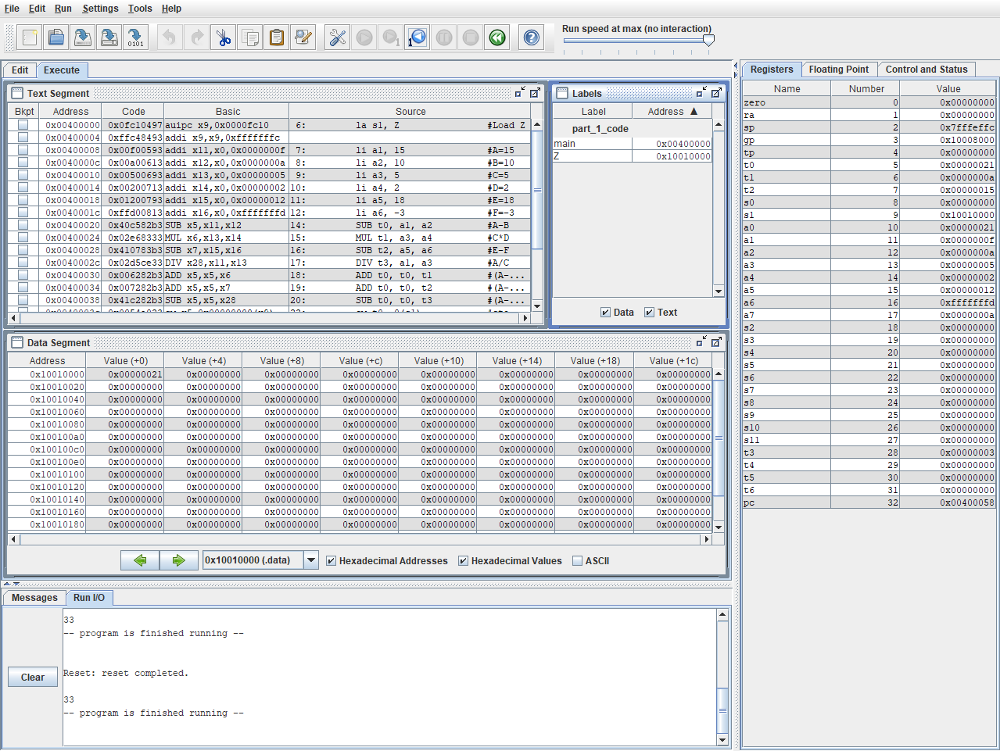 File Edit Run Settings Tools Help
Run speed at max (no interaction)
Edit Execute
Text Segment
Bkpt Address Code Basic Source
0x00400000 0x0fc10497 auipc x9,0x0000fc10 6: la s1, Z #Load Z
0x00400004 0xffc48493 addi x9,x9,0xfffffffc
0x00400008 0x00f00593 addi x11,x0,0x0000000f 7: li a1, 15 #A=15
0x0040000c 0x00a00613 addi x12,x0,0x0000000a 8: li a2, 10 #B=10
0x00400010 0x00500693 addi x13,x0,0x00000005 9: li a3, 5 #C=5
0x00400014 0x00200713 addi x14,x0,0x00000002 10: li a4, 2 #D=2
0x00400018 0x01200793 addi x15,x0,0x00000012 11: li a5, 18 #E=18
0x0040001c 0xffd00813 addi x16,x0,0xfffffffd 12: li a6, -3 #F=-3
0x00400020 0x40c582b3 SUB x5,x11,x12 14: SUB t0, a1, a2 #A-B
0x00400024 0x02e68333 MUL x6,x13,x14 15: MUL t1, a3, a4 #C*D
0x00400028 0x410783b3 SUB x7,x15,x16 16: SUB t2, a5, a6 #E-F
0x0040002c 0x02d5ce33 DIV x28,x11,x13 17: DIV t3, a1, a3 #A/C
0x00400030 0x006282b3 ADD x5,x5,x6 18: ADD t0, t0, t1 #(A-...
0x00400034 0x007282b3 ADD x5,x5,x7 19: ADD t0, t0, t2 #(A-...
0x00400038 0x41c282b3 SUB x5,x5,x28 20: SUB t0, t0, t3 #(A-...
Labels
Label Address ▲
part_1_code
main 0x00400000
Z 0x10010000
Data Text
Data Segment
Address Value (+0) Value (+4) Value (+8) Value (+c) Value (+10) Value (+14) Value (+18) Value (+1c)
0x10010000 0x00000021 0x00000000 0x00000000 0x00000000 0x00000000 0x00000000 0x00000000 0x00000000
0x10010020 0x00000000 0x00000000 0x00000000 0x00000000 0x00000000 0x00000000 0x00000000 0x00000000
0x10010040 0x00000000 0x00000000 0x00000000 0x00000000 0x00000000 0x00000000 0x00000000 0x00000000
0x10010060 0x00000000 0x00000000 0x00000000 0x00000000 0x00000000 0x00000000 0x00000000 0x00000000
0x10010080 0x00000000 0x00000000 0x00000000 0x00000000 0x00000000 0x00000000 0x00000000 0x00000000
0x100100a0 0x00000000 0x00000000 0x00000000 0x00000000 0x00000000 0x00000000 0x00000000 0x00000000
0x100100c0 0x00000000 0x00000000 0x00000000 0x00000000 0x00000000 0x00000000 0x00000000 0x00000000
0x100100e0 0x00000000 0x00000000 0x00000000 0x00000000 0x00000000 0x00000000 0x00000000 0x00000000
0x10010100 0x00000000 0x00000000 0x00000000 0x00000000 0x00000000 0x00000000 0x00000000 0x00000000
0x10010120 0x00000000 0x00000000 0x00000000 0x00000000 0x00000000 0x00000000 0x00000000 0x00000000
0x10010140 0x00000000 0x00000000 0x00000000 0x00000000 0x00000000 0x00000000 0x00000000 0x00000000
0x10010160 0x00000000 0x00000000 0x00000000 0x00000000 0x00000000 0x00000000 0x00000000 0x00000000
0x10010180 0x00000000 0x00000000 0x00000000 0x00000000 0x00000000 0x00000000 0x00000000 0x00000000
0x10010000 (.data) Hexadecimal Addresses Hexadecimal Values ASCII
Messages Run I/O
33
-- program is finished running --
Reset: reset completed.
Clear
33
-- program is finished running --
Registers Floating Point Control and Status
Name Number Value
zero 0 0x00000000
ra 1 0x00000000
sp 2 0x7fffeffc
gp 3 0x10008000
tp 4 0x00000000
t0 5 0x00000021
t1 6 0x0000000a
t2 7 0x00000015
s0 8 0x00000000
s1 9 0x10010000
a0 10 0x00000021
a1 11 0x0000000f
a2 12 0x0000000a
a3 13 0x00000005
a4 14 0x00000002
a5 15 0x00000012
a6 16 0xfffffffd
a7 17 0x0000000a
s2 18 0x00000000
s3 19 0x00000000
s4 20 0x00000000
s5 21 0x00000000
s6 22 0x00000000
s7 23 0x00000000
s8 24 0x00000000
s9 25 0x00000000
s10 26 0x00000000
s11 27 0x00000000
t3 28 0x00000003
t4 29 0x00000000
t5 30 0x00000000
t6 31 0x00000000
pc 32 0x00400058